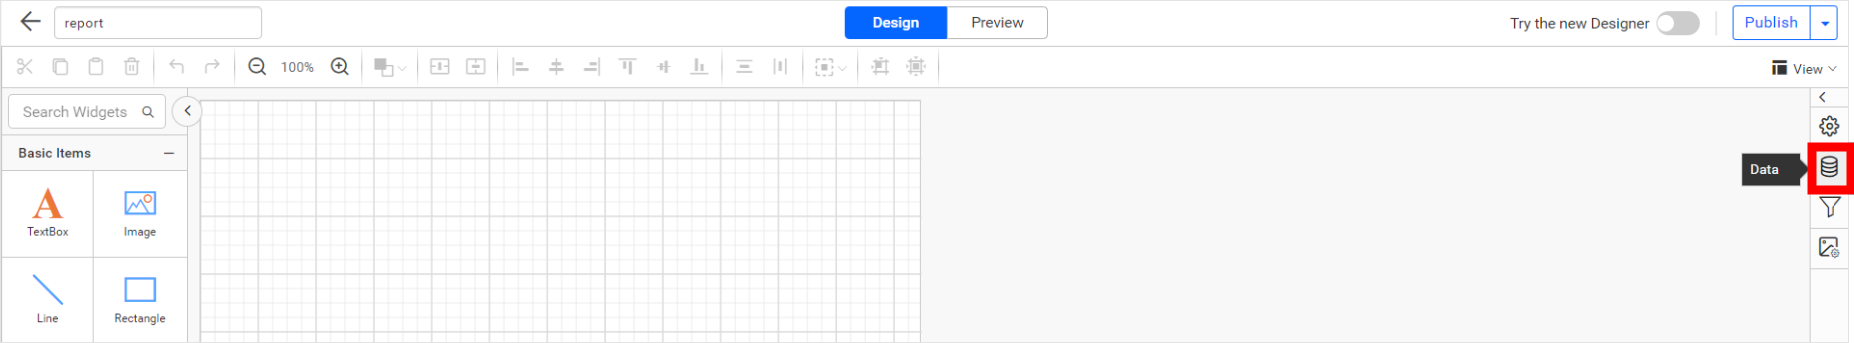 report
Design
Preview
Try the new Designer
Publish
100%
View
Search Widgets
Basic Items
Data
TextBox
Image
Line
Rectangle